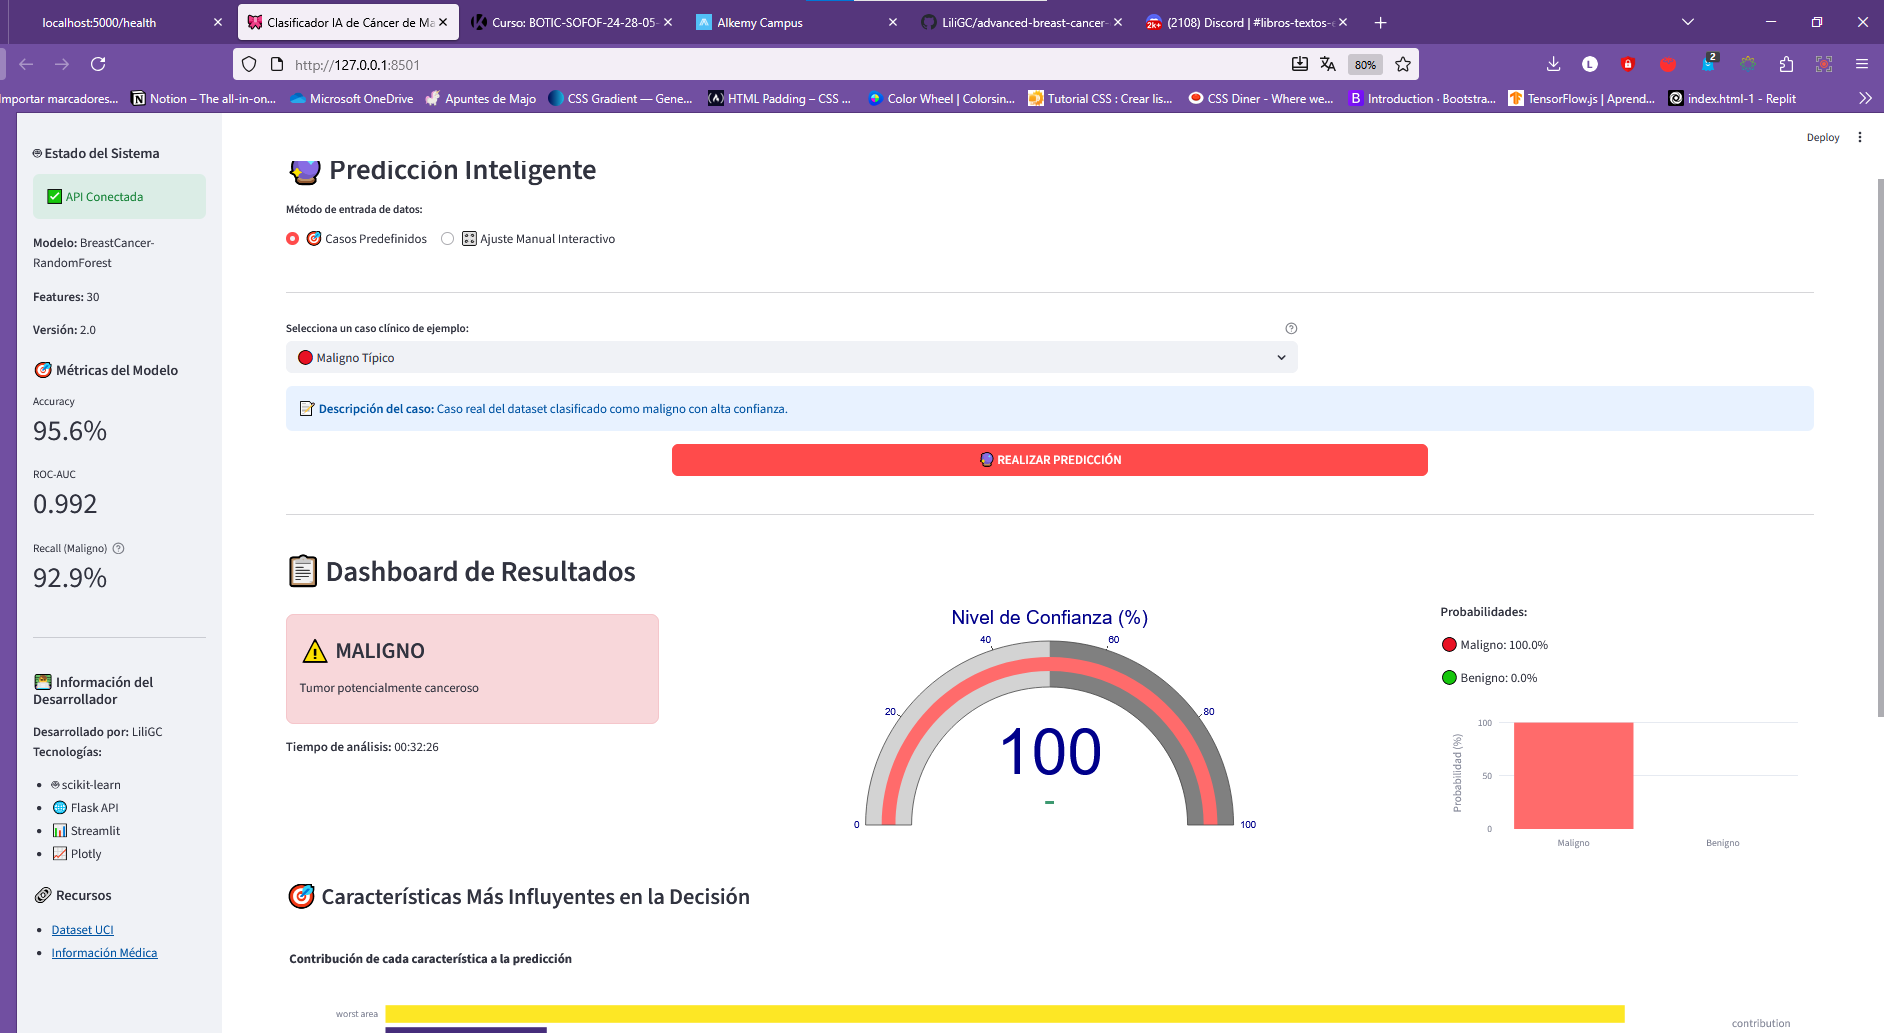 localhost:5000/health
Clasificador IA de Cáncer de Ma
Curso: BOTIC-SOFOF-24-28-05-
Alkemy Campus
LiliGC/advanced-breast-cancer-
(2108) Discord | #libros-textos-e
http://127.0.0.1:8501
80%
2
Importar marcadores...
Notion – The all-in-on...
Microsoft OneDrive
Apuntes de Majo
CSS Gradient — Gene...
HTML Padding – CSS ...
Color Wheel | Colorsin...
Tutorial CSS : Crear lis...
CSS Diner - Where we...
Introduction · Bootstra...
TensorFlow.js | Aprend...
index.html-1 - Replit
Deploy
Estado del Sistema
API Conectada
Modelo: BreastCancer-
RandomForest
Features: 30
Versión: 2.0
Métricas del Modelo
Accuracy
95.6%
ROC-AUC
0.992
Recall (Maligno)
92.9%
Información del
Desarrollador
Desarrollado por: LiliGC
Tecnologías:
scikit-learn
Flask API
Streamlit
Plotly
Recursos
Dataset UCI
Información Médica
Predicción Inteligente
Método de entrada de datos:
Casos Predefinidos
Ajuste Manual Interactivo
Selecciona un caso clínico de ejemplo:
Maligno Típico
Descripción del caso: Caso real del dataset clasificado como maligno con alta confianza.
REALIZAR PREDICCIÓN
Dashboard de Resultados
MALIGNO
Tumor potencialmente canceroso
Tiempo de análisis: 00:32:26
Nivel de Confianza (%)
0
20
40
60
80
100
100
-
Probabilidades:
Maligno: 100.0%
Benigno: 0.0%
100
50
0
Probabilidad (%)
Maligno
Benigno
Características Más Influyentes en la Decisión
Contribución de cada característica a la predicción
worst area
contribution